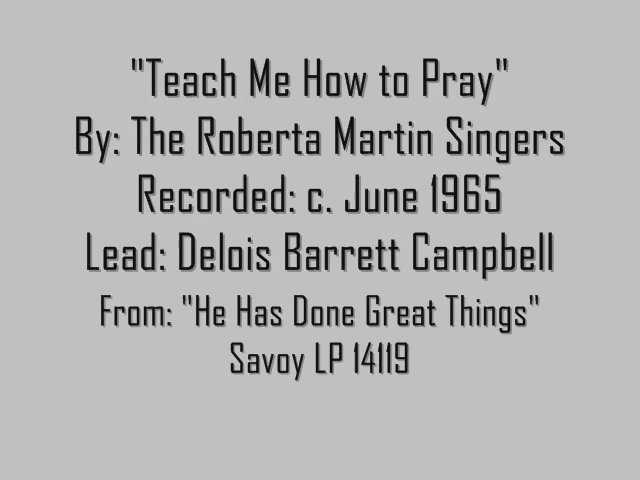 "Teach Me How to Pray"
By: The Roberta Martin Singers
Recorded: c. June 1965
Lead: Delois Barrett Campbell
From: "He Has Done Great Things"
Savoy LP 14119